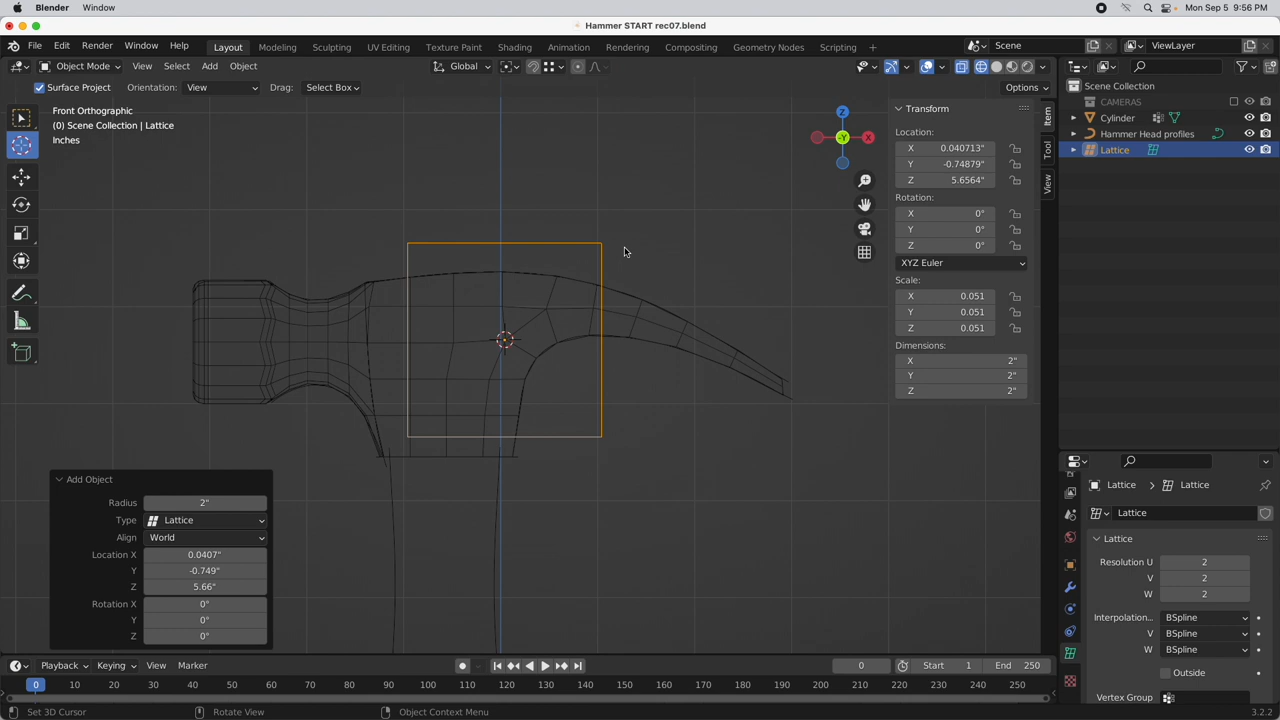 Blender Window Mon Sep 5 9:56 PM
Hammer START rec07.blend
File Edit Render Window Help Layout Modeling Sculpting UV Editing Texture Paint Shading Animation Rendering Compositing Geometry Nodes Scripting + Scene ViewLayer
Object Mode View Select Add Object Global
Surface Project Orientation: View Drag: Select Box Options
Front Orthographic
(0) Scene Collection | Lattice
Inches
Z
X
-Y
Transform
Location:
X 0.040713"
Y -0.74879"
Z 5.6564"
Rotation:
X 0°
Y 0°
Z 0°
XYZ Euler
Scale:
X 0.051
Y 0.051
Z 0.051
Dimensions:
X 2"
Y 2"
Z 2"
Item
Tool
View
Scene Collection
CAMERAS
Cylinder
Hammer Head profiles
Lattice
Add Object
Radius 2"
Type Lattice
Align World
Location X 0.0407"
Y -0.749"
Z 5.66"
Rotation X 0°
Y 0°
Z 0°
Lattice Lattice
Lattice
Lattice
Resolution U 2
V 2
W 2
Interpolation... BSpline
V BSpline
W BSpline
Outside
Vertex Group
Playback Keying View Marker 0 Start 1 End 250
0 10 20 30 40 50 60 70 80 90 100 110 120 130 140 150 160 170 180 190 200 210 220 230 240 250
Set 3D Cursor Rotate View Object Context Menu 3.2.2